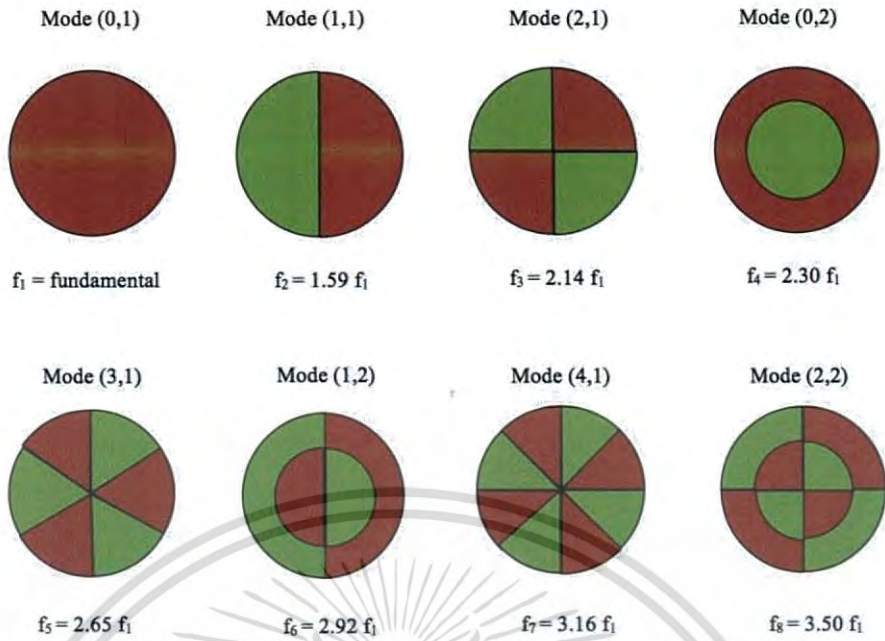 Mode (0,1) Mode (1,1) Mode (2,1) Mode (0,2)
f₁ = fundamental f₂ = 1.59 f₁ f₃ = 2.14 f₁ f₄ = 2.30 f₁
Mode (3,1) Mode (1,2) Mode (4,1) Mode (2,2)
f₅ = 2.65 f₁ f₆ = 2.92 f₁ f₇ = 3.16 f₁ f₈ = 3.50 f₁